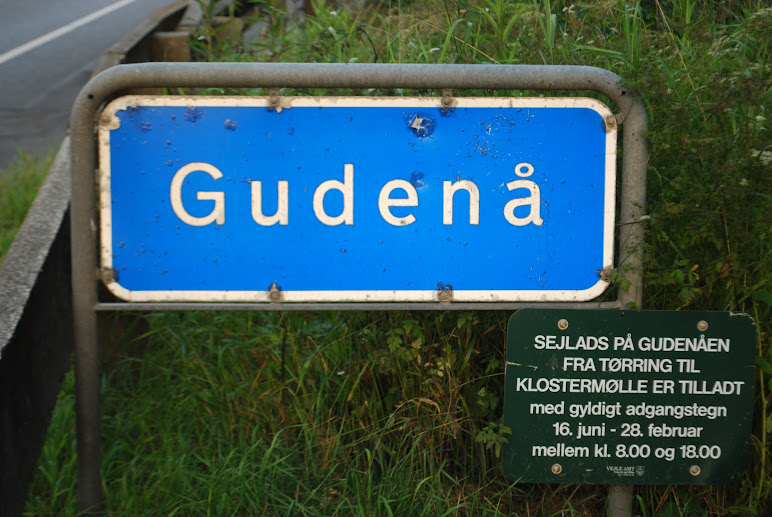 Gudenå
SEJLADS PÅ GUDENÅEN
FRA TØRRING TIL
KLOSTERMØLLE ER TILLADT
med gyldigt adgangstegn
16. juni - 28. februar
mellem kl. 8.00 og 18.00
VEJLE AMT